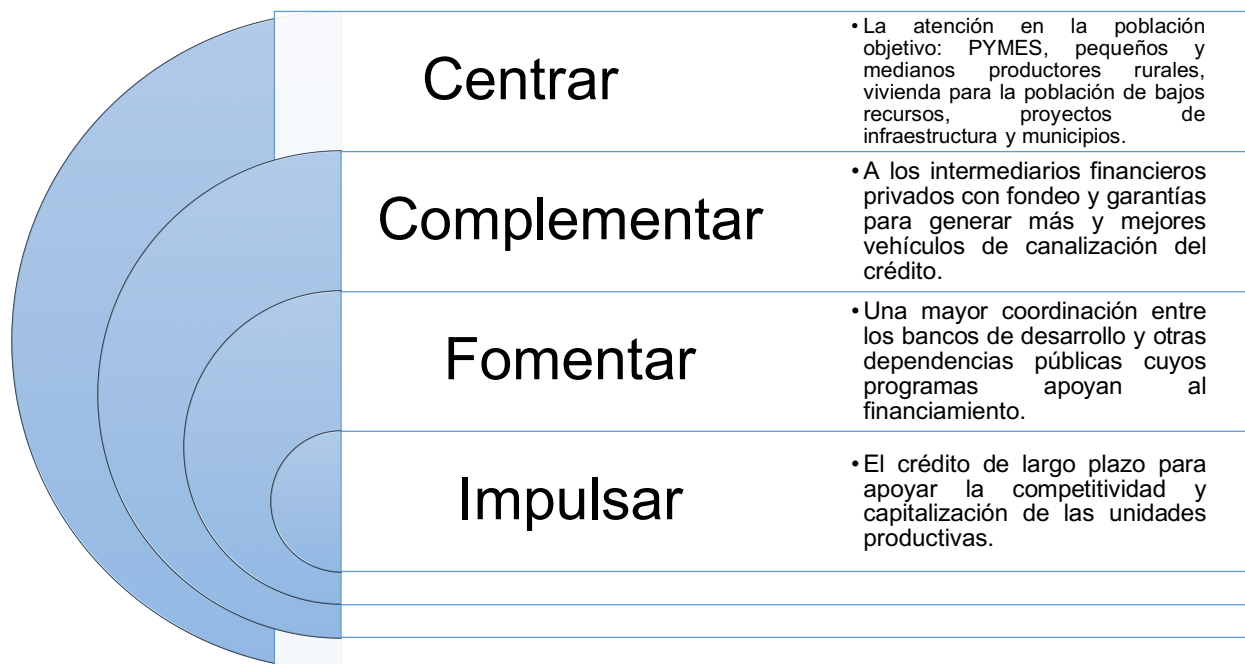 Centrar
• La atención en la población
objetivo: PYMES, pequeños y
medianos productores rurales,
vivienda para la población de bajos
recursos, proyectos de
infraestructura y municipios.
Complementar
• A los intermediarios financieros
privados con fondeo y garantías
para generar más y mejores
vehículos de canalización del
crédito.
Fomentar
• Una mayor coordinación entre
los bancos de desarrollo y otras
dependencias públicas cuyos
programas apoyan al
financiamiento.
Impulsar
• El crédito de largo plazo para
apoyar la competitividad y
capitalización de las unidades
productivas.